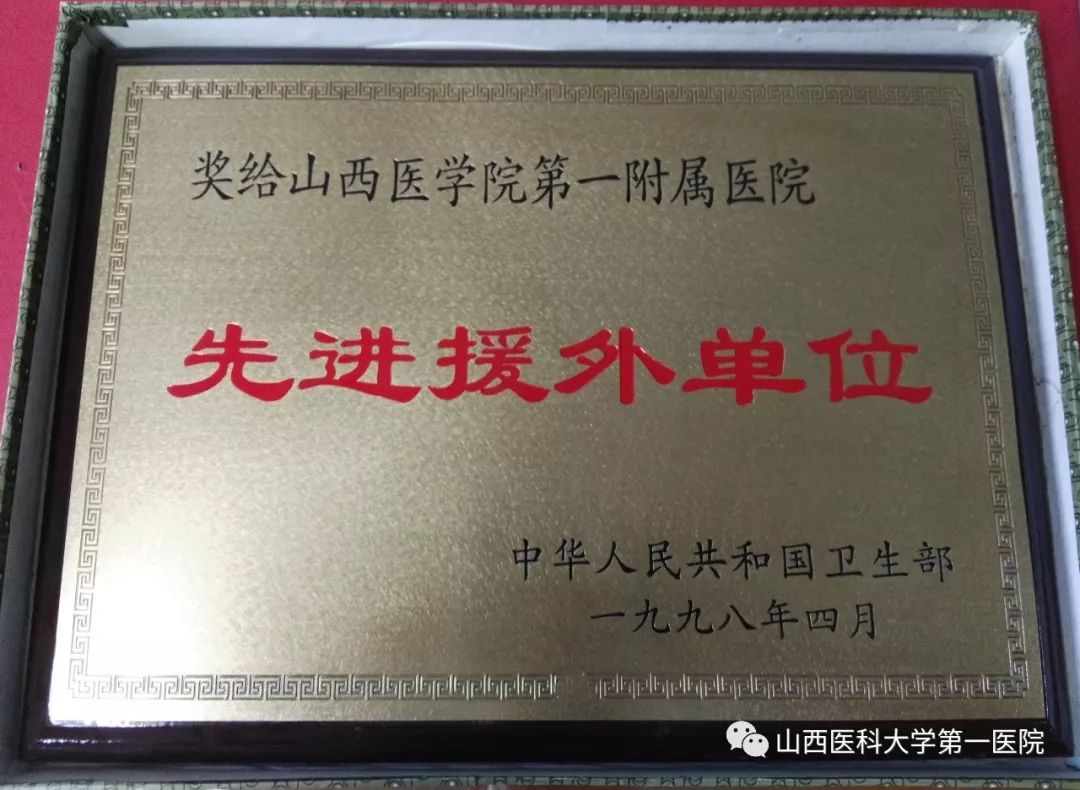 奖给山西医学院第一附属医院
先进援外单位
中华人民共和国卫生部
一九九八年四月
山西医科大学第一医院